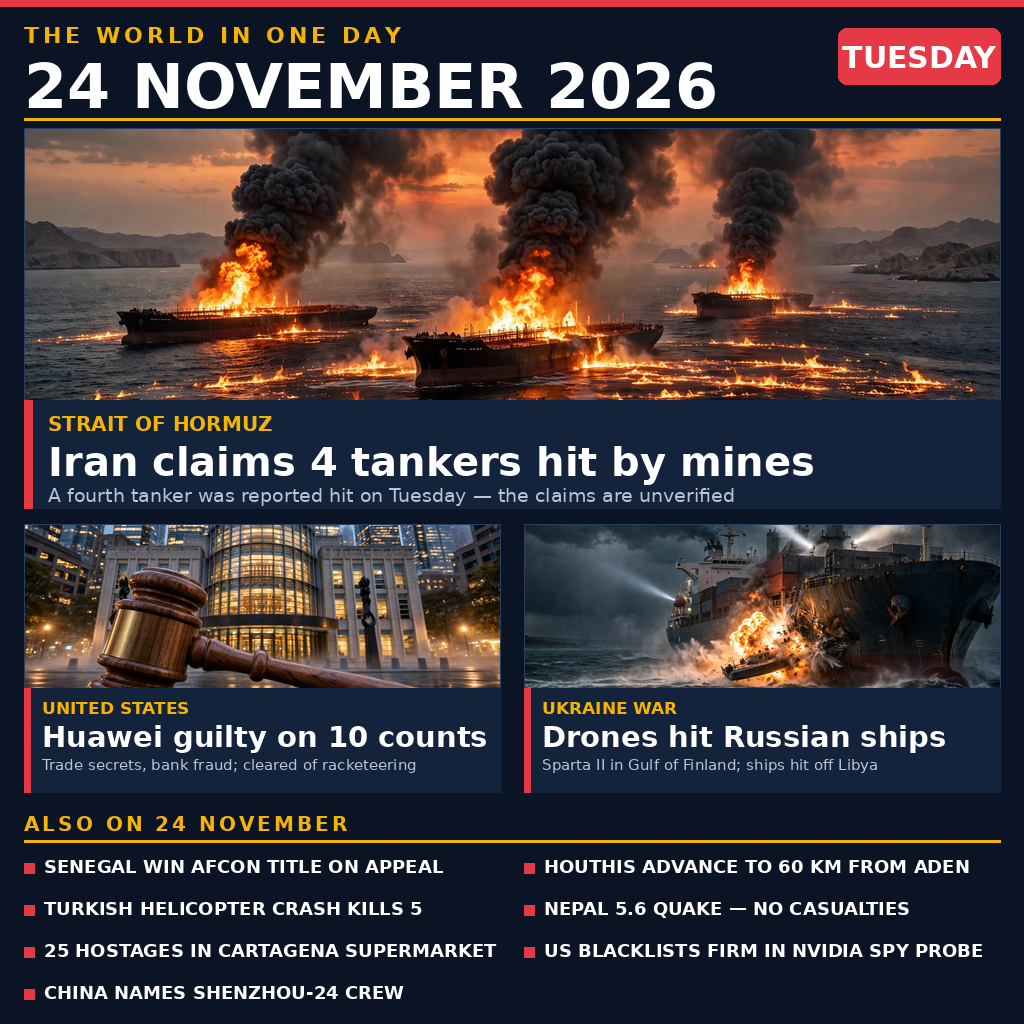 THE WORLD IN ONE DAY
24 NOVEMBER 2026
TUESDAY
STRAIT OF HORMUZ
Iran claims 4 tankers hit by mines
A fourth tanker was reported hit on Tuesday — the claims are unverified
UNITED STATES
Huawei guilty on 10 counts
Trade secrets, bank fraud; cleared of racketeering
UKRAINE WAR
Drones hit Russian ships
Sparta II in Gulf of Finland; ships hit off Libya
ALSO ON 24 NOVEMBER
SENEGAL WIN AFCON TITLE ON APPEAL
TURKISH HELICOPTER CRASH KILLS 5
25 HOSTAGES IN CARTAGENA SUPERMARKET
CHINA NAMES SHENZHOU-24 CREW
HOUTHIS ADVANCE TO 60 KM FROM ADEN
NEPAL 5.6 QUAKE — NO CASUALTIES
US BLACKLISTS FIRM IN NVIDIA SPY PROBE